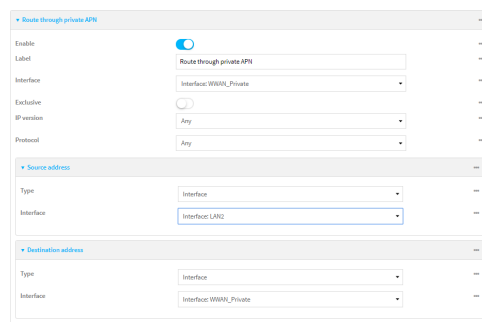 Route through private APN
Enable
Label Route through private APN
Interface Interface: WWAN_Private
Exclusive
IP version Any
Protocol Any
Source address
Type Interface
Interface Interface: LAN2
Destination address
Type Interface
Interface Interface: WWAN_Private